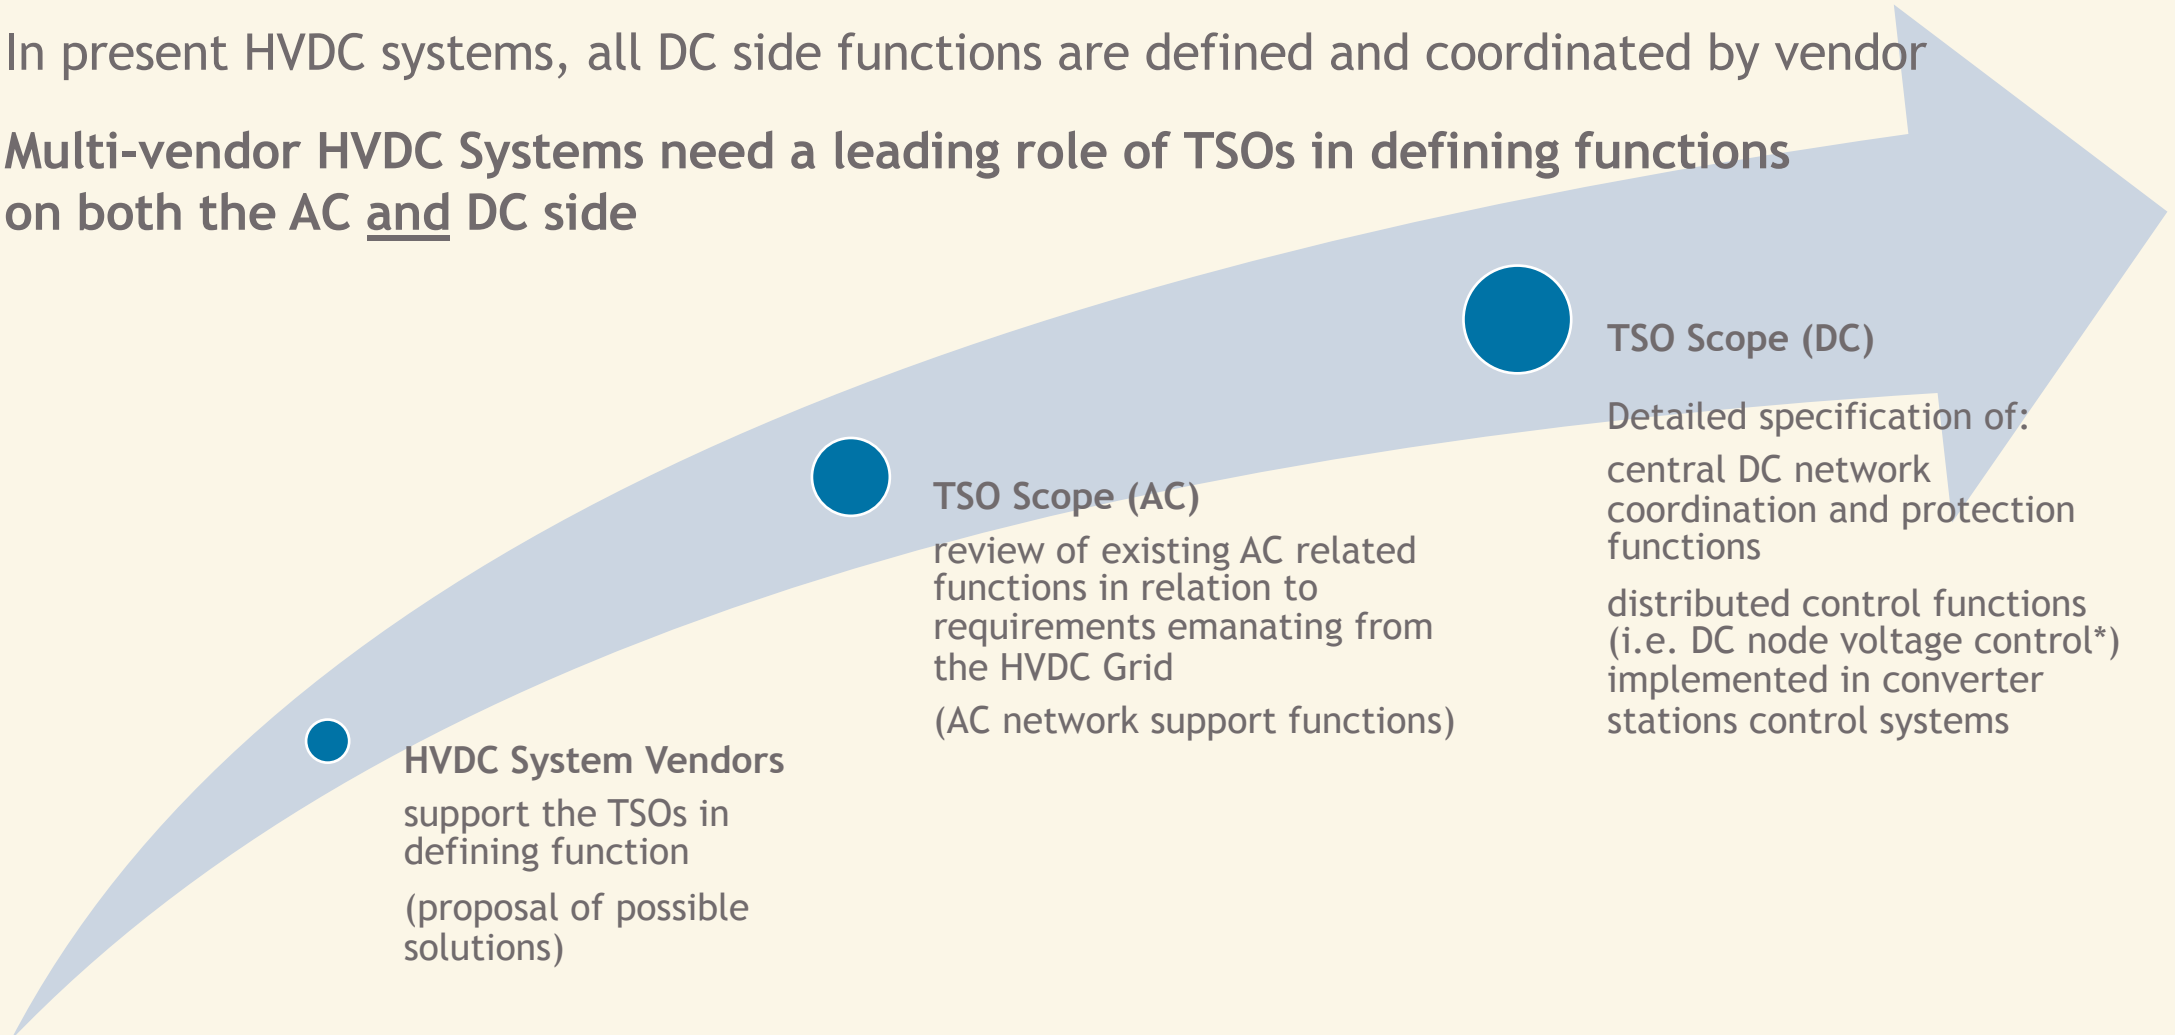 In present HVDC systems, all DC side functions are defined and coordinated by vendor
Multi-vendor HVDC Systems need a leading role of TSOs in defining functions
on both the AC and DC side
HVDC System Vendors
support the TSOs in
defining function
(proposal of possible
solutions)
TSO Scope (AC)
review of existing AC related
functions in relation to
requirements emanating from
the HVDC Grid
(AC network support functions)
TSO Scope (DC)
Detailed specification of:
central DC network
coordination and protection
functions
distributed control functions
(i.e. DC node voltage control*)
implemented in converter
stations control systems